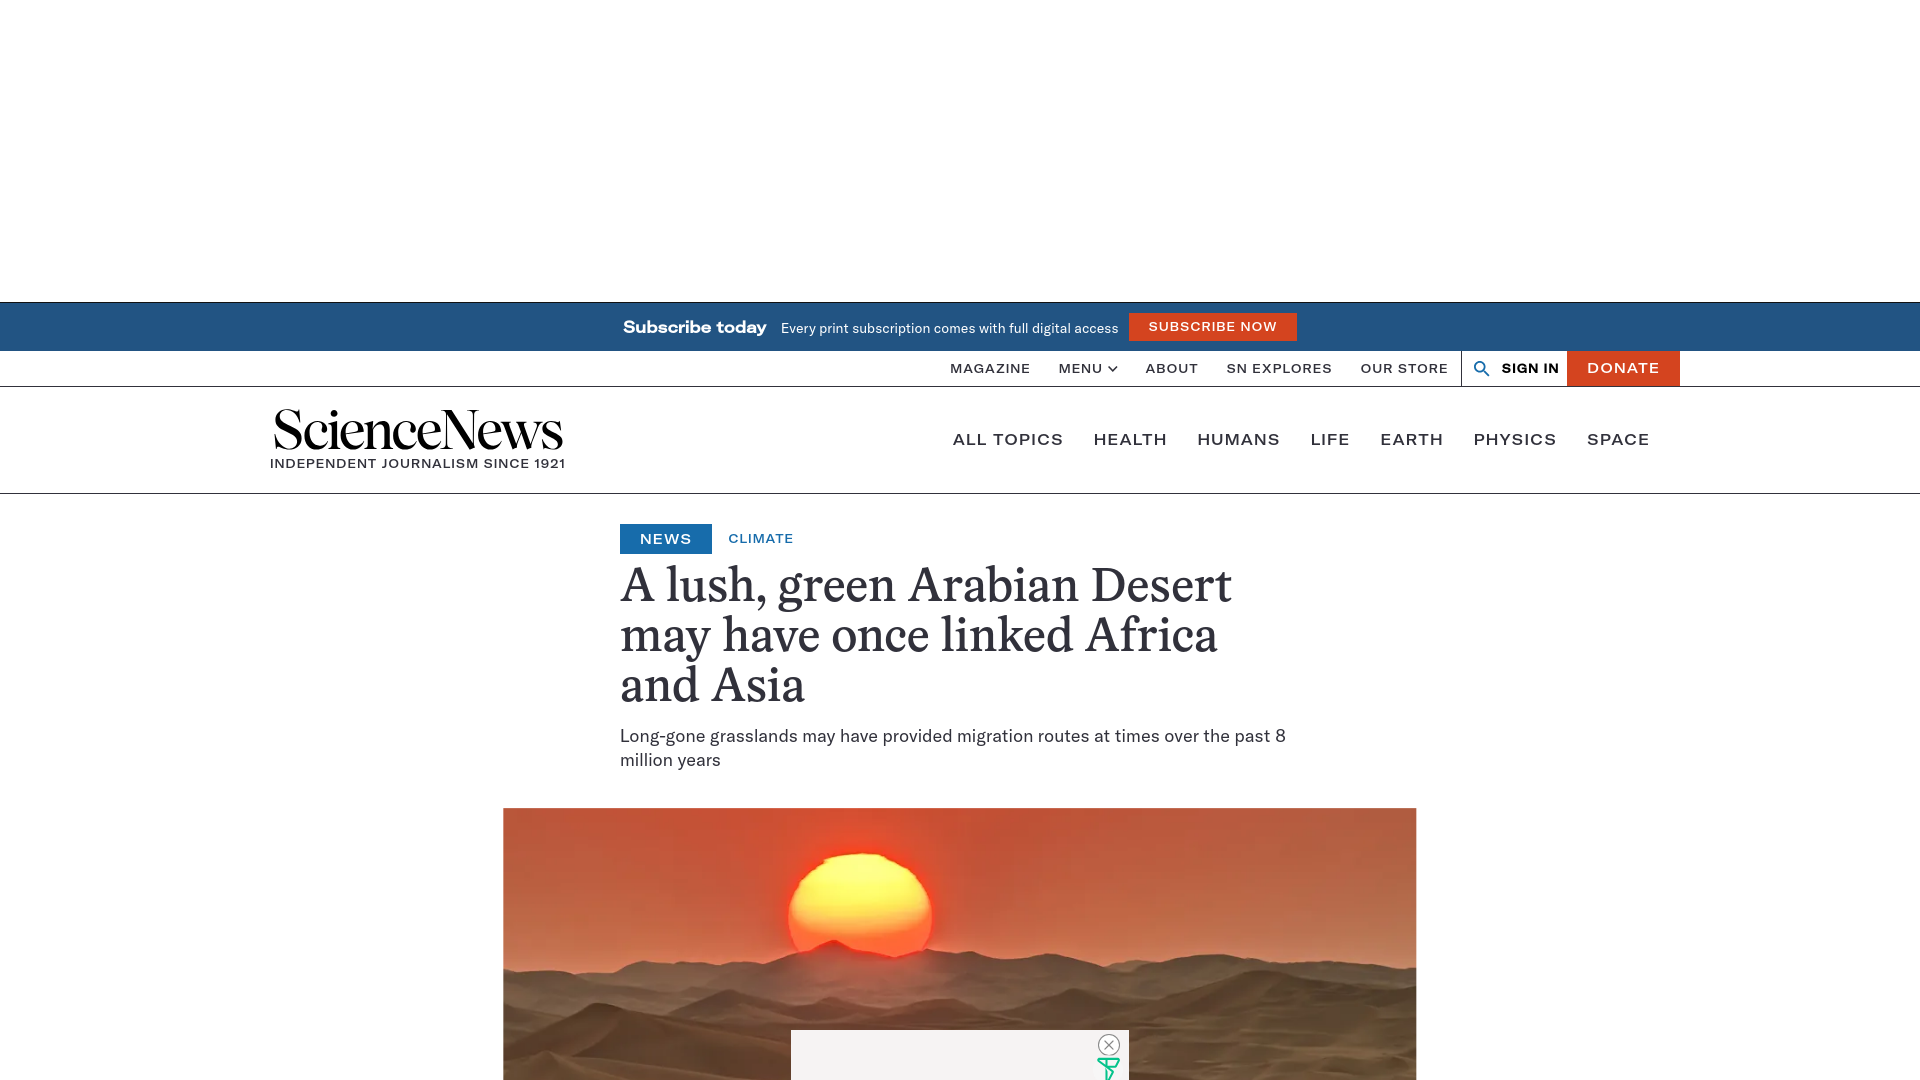 Subscribe today Every print subscription comes with full digital access SUBSCRIBE NOW
MAGAZINE MENU ABOUT SN EXPLORES OUR STORE SIGN IN DONATE
ScienceNews
INDEPENDENT JOURNALISM SINCE 1921
ALL TOPICS HEALTH HUMANS LIFE EARTH PHYSICS SPACE
NEWS CLIMATE
A lush, green Arabian Desert
may have once linked Africa
and Asia
Long-gone grasslands may have provided migration routes at times over the past 8
million years